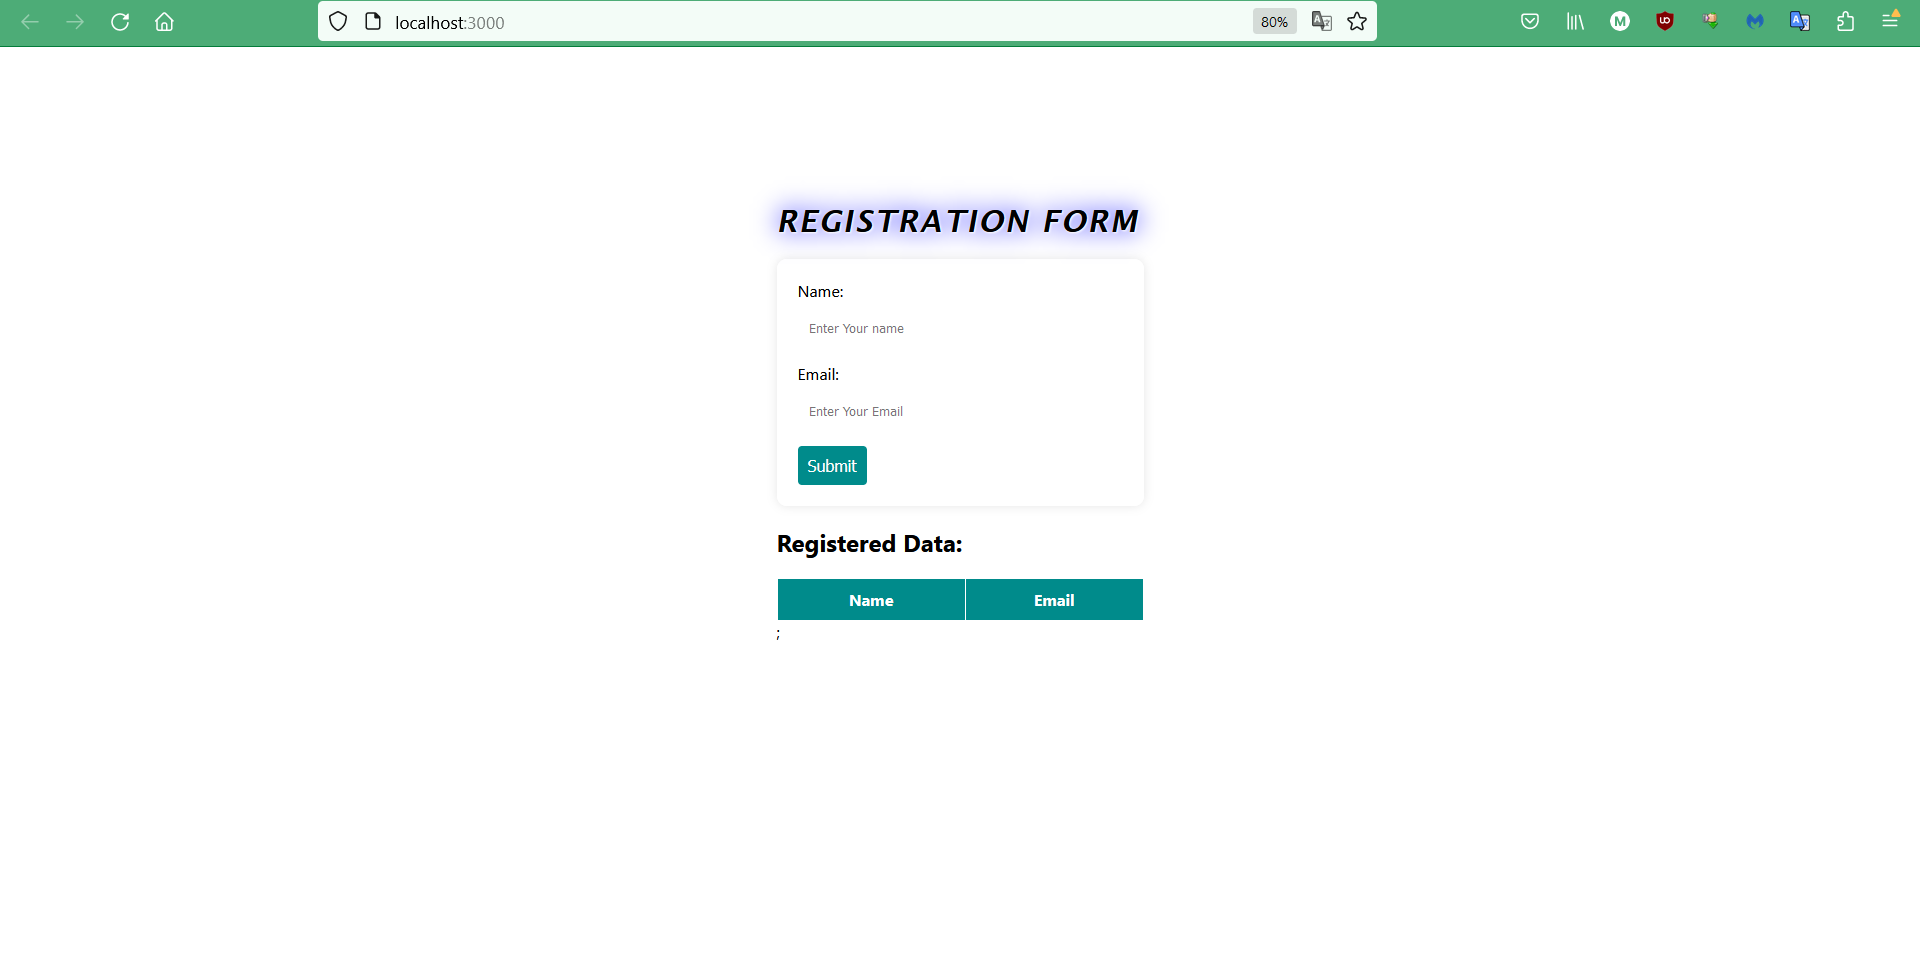 localhost:3000 80%
REGISTRATION FORM
Name:
Enter Your name
Email:
Enter Your Email
Submit
Registered Data:
Name Email
;